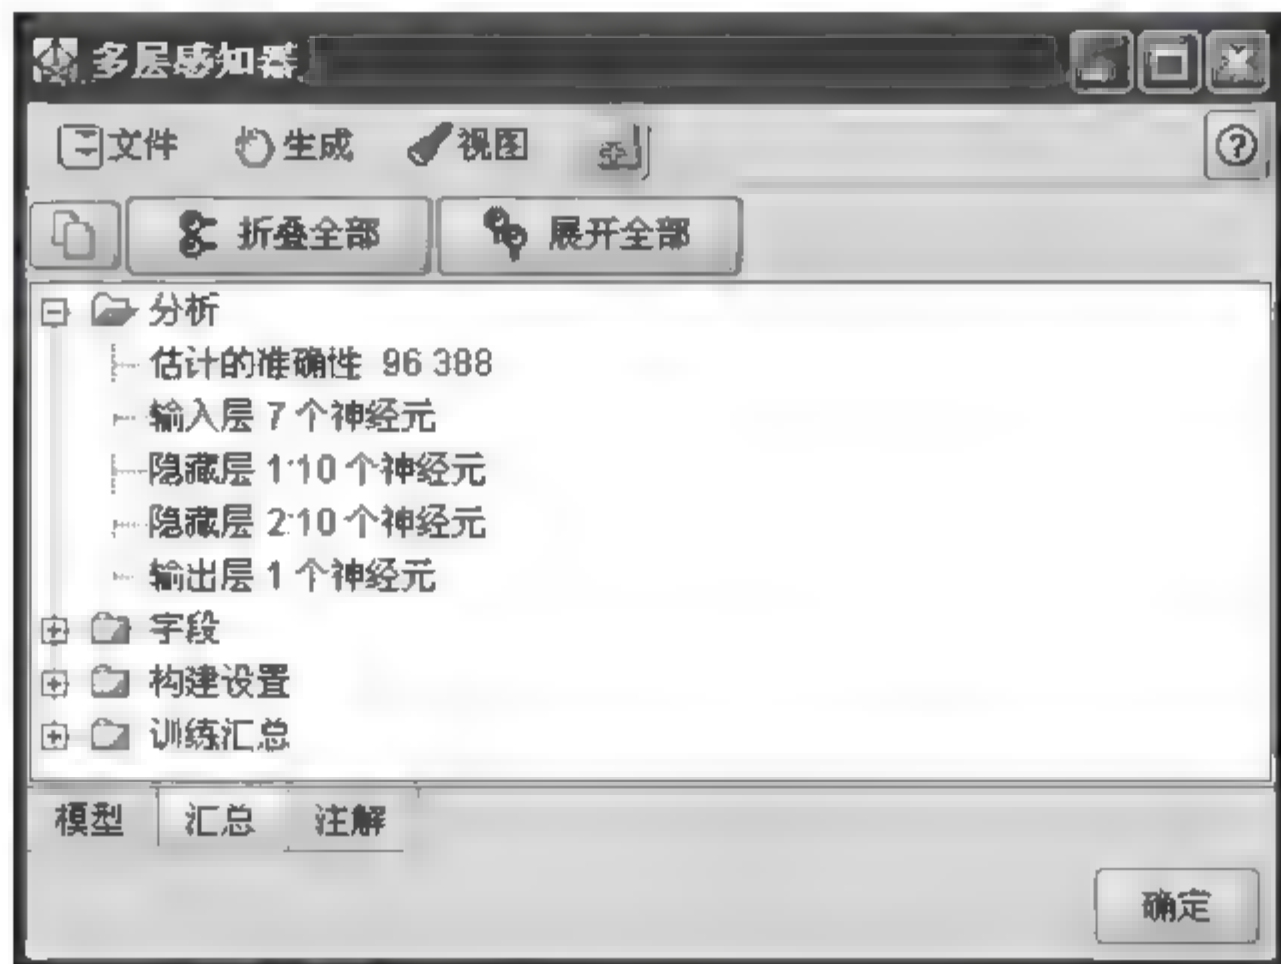 多层感知器
文件 生成 视图
折叠全部 展开全部
分析
估计的准确性 96 388
输入层 7 个神经元
隐藏层 1:10 个神经元
隐藏层 2:10 个神经元
输出层 1 个神经元
字段
构建设置
训练汇总
模型 汇总 注解
确定